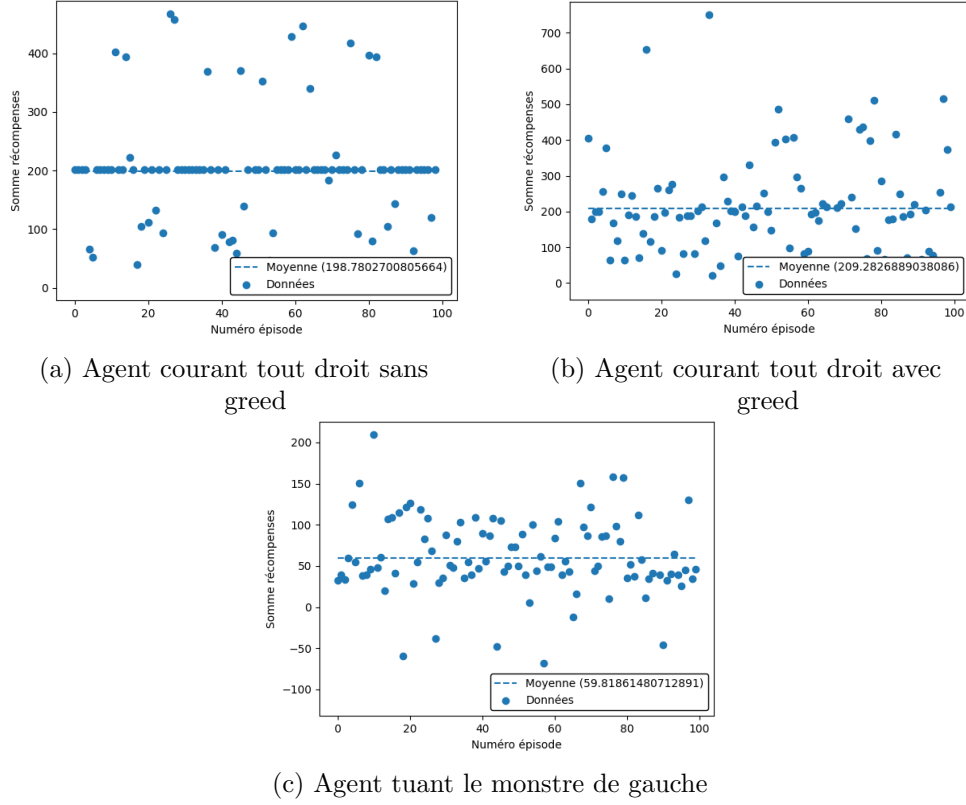 400
300
200
100
0
Somme récompenses
0 20 40 60 80 100
Numéro épisode
Moyenne (198.7802700805664)
Données
(a) Agent courant tout droit sans
greed
700
600
500
400
300
200
100
0
Somme récompenses
0 20 40 60 80 100
Numéro épisode
Moyenne (209.2826889038086)
Données
(b) Agent courant tout droit avec
greed
200
150
100
50
0
−50
−100
Somme récompenses
0 20 40 60 80 100
Numéro épisode
Moyenne (59.81861480712891)
Données
(c) Agent tuant le monstre de gauche